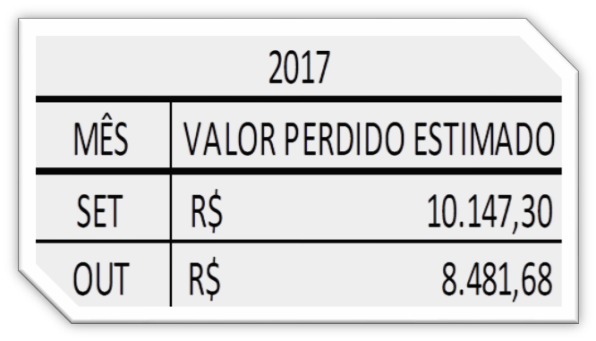 2017
MÊS VALOR PERDIDO ESTIMADO
SET R$ 10.147,30
OUT R$ 8.481,68